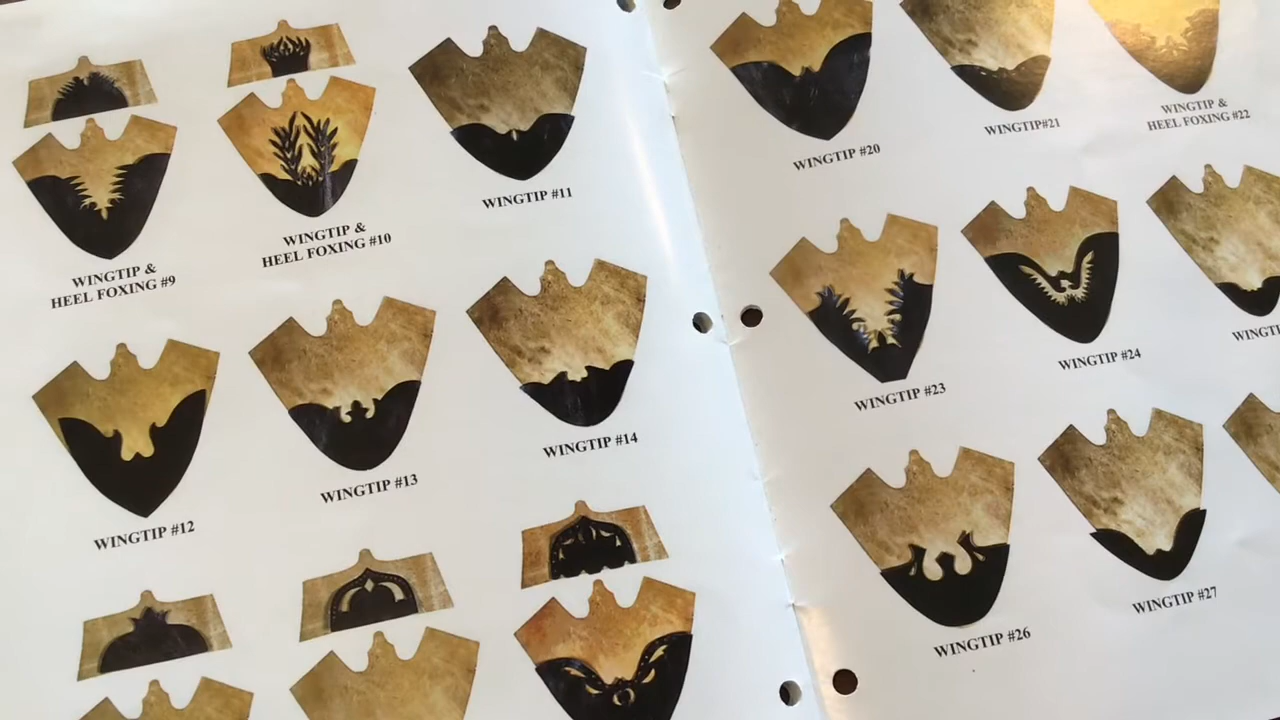 WINGTIP &
HEEL FOXING #9
WINGTIP &
HEEL FOXING #10
WINGTIP #11
WINGTIP #12
WINGTIP #13
WINGTIP #14
WINGTIP #20
WINGTIP#21
WINGTIP &
HEEL FOXING #22
WINGTIP #23
WINGTIP #24
WINGTIP #26
WINGTIP #27